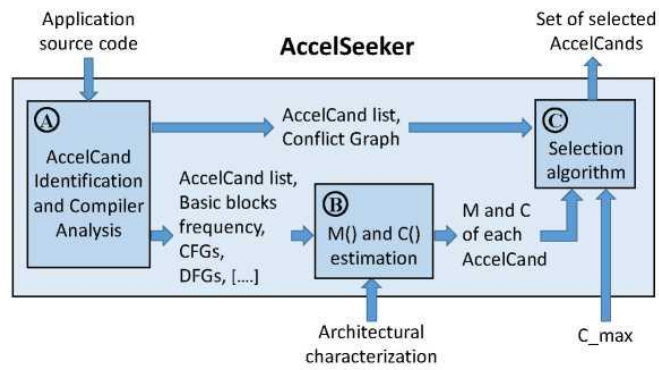 Application
source code
AccelSeeker
Set of selected
AccelCands
A
AccelCand
Identification
and Compiler
Analysis
AccelCand list,
Conflict Graph
C
Selection
algorithm
AccelCand list,
Basic blocks
frequency,
CFGs,
DFGs, [....]
B
M() and C()
estimation
M and C
of each
AccelCand
Architectural
characterization
C_max